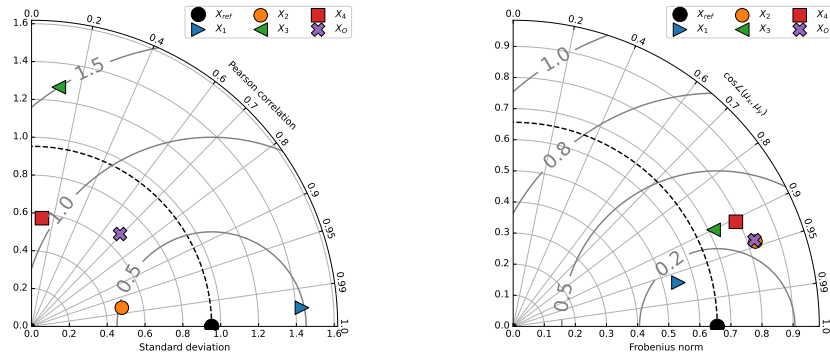 X_ref X_2 X_4
X_1 X_3 X_O
0.0 0.2 0.4 0.6 0.7 0.8 0.9 0.95 0.99 1.0
Pearson correlation
1.6
1.4
1.2
1.0
0.8
0.6
0.4
0.2
0.0
1.5
1.0
0.5
0.0 0.2 0.4 0.6 0.8 1.0 1.2 1.4 1.6
Standard deviation
X_ref X_2 X_4
X_1 X_3 X_O
0.0 0.2 0.4 0.6 0.7 0.8 0.9 0.95 0.99 1.0
cos∠(μ_x,μ_y)
0.9
0.8
0.7
0.6
0.5
0.4
0.3
0.2
0.1
0.0
1.0
0.8
0.5
0.2
0.0 0.1 0.2 0.3 0.4 0.5 0.6 0.7 0.8 0.9
Frobenius norm